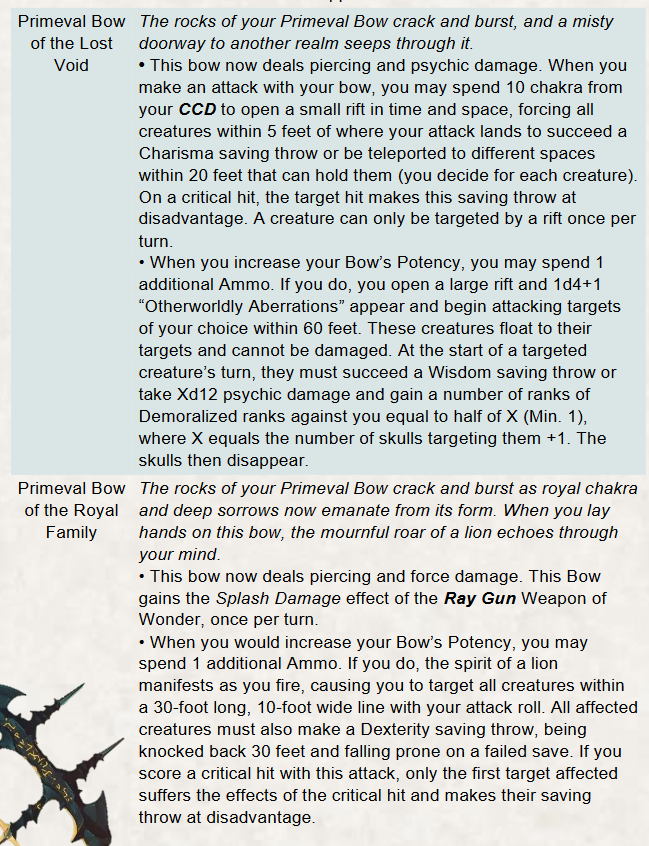 Primeval Bow
of the Lost
Void
The rocks of your Primeval Bow crack and burst, and a misty
doorway to another realm seeps through it.
• This bow now deals piercing and psychic damage. When you
make an attack with your bow, you may spend 10 chakra from
your CCD to open a small rift in time and space, forcing all
creatures within 5 feet of where your attack lands to succeed a
Charisma saving throw or be teleported to different spaces
within 20 feet that can hold them (you decide for each creature).
On a critical hit, the target hit makes this saving throw at
disadvantage. A creature can only be targeted by a rift once per
turn.
• When you increase your Bow’s Potency, you may spend 1
additional Ammo. If you do, you open a large rift and 1d4+1
“Otherworldly Aberrations” appear and begin attacking targets
of your choice within 60 feet. These creatures float to their
targets and cannot be damaged. At the start of a targeted
creature’s turn, they must succeed a Wisdom saving throw or
take Xd12 psychic damage and gain a number of ranks of
Demoralized ranks against you equal to half of X (Min. 1),
where X equals the number of skulls targeting them +1. The
skulls then disappear.
Primeval Bow
of the Royal
Family
The rocks of your Primeval Bow crack and burst as royal chakra
and deep sorrows now emanate from its form. When you lay
hands on this bow, the mournful roar of a lion echoes through
your mind.
• This bow now deals piercing and force damage. This Bow
gains the Splash Damage effect of the Ray Gun Weapon of
Wonder, once per turn.
• When you would increase your Bow’s Potency, you may
spend 1 additional Ammo. If you do, the spirit of a lion
manifests as you fire, causing you to target all creatures within
a 30-foot long, 10-foot wide line with your attack roll. All affected
creatures must also make a Dexterity saving throw, being
knocked back 30 feet and falling prone on a failed save. If you
score a critical hit with this attack, only the first target affected
suffers the effects of the critical hit and makes their saving
throw at disadvantage.